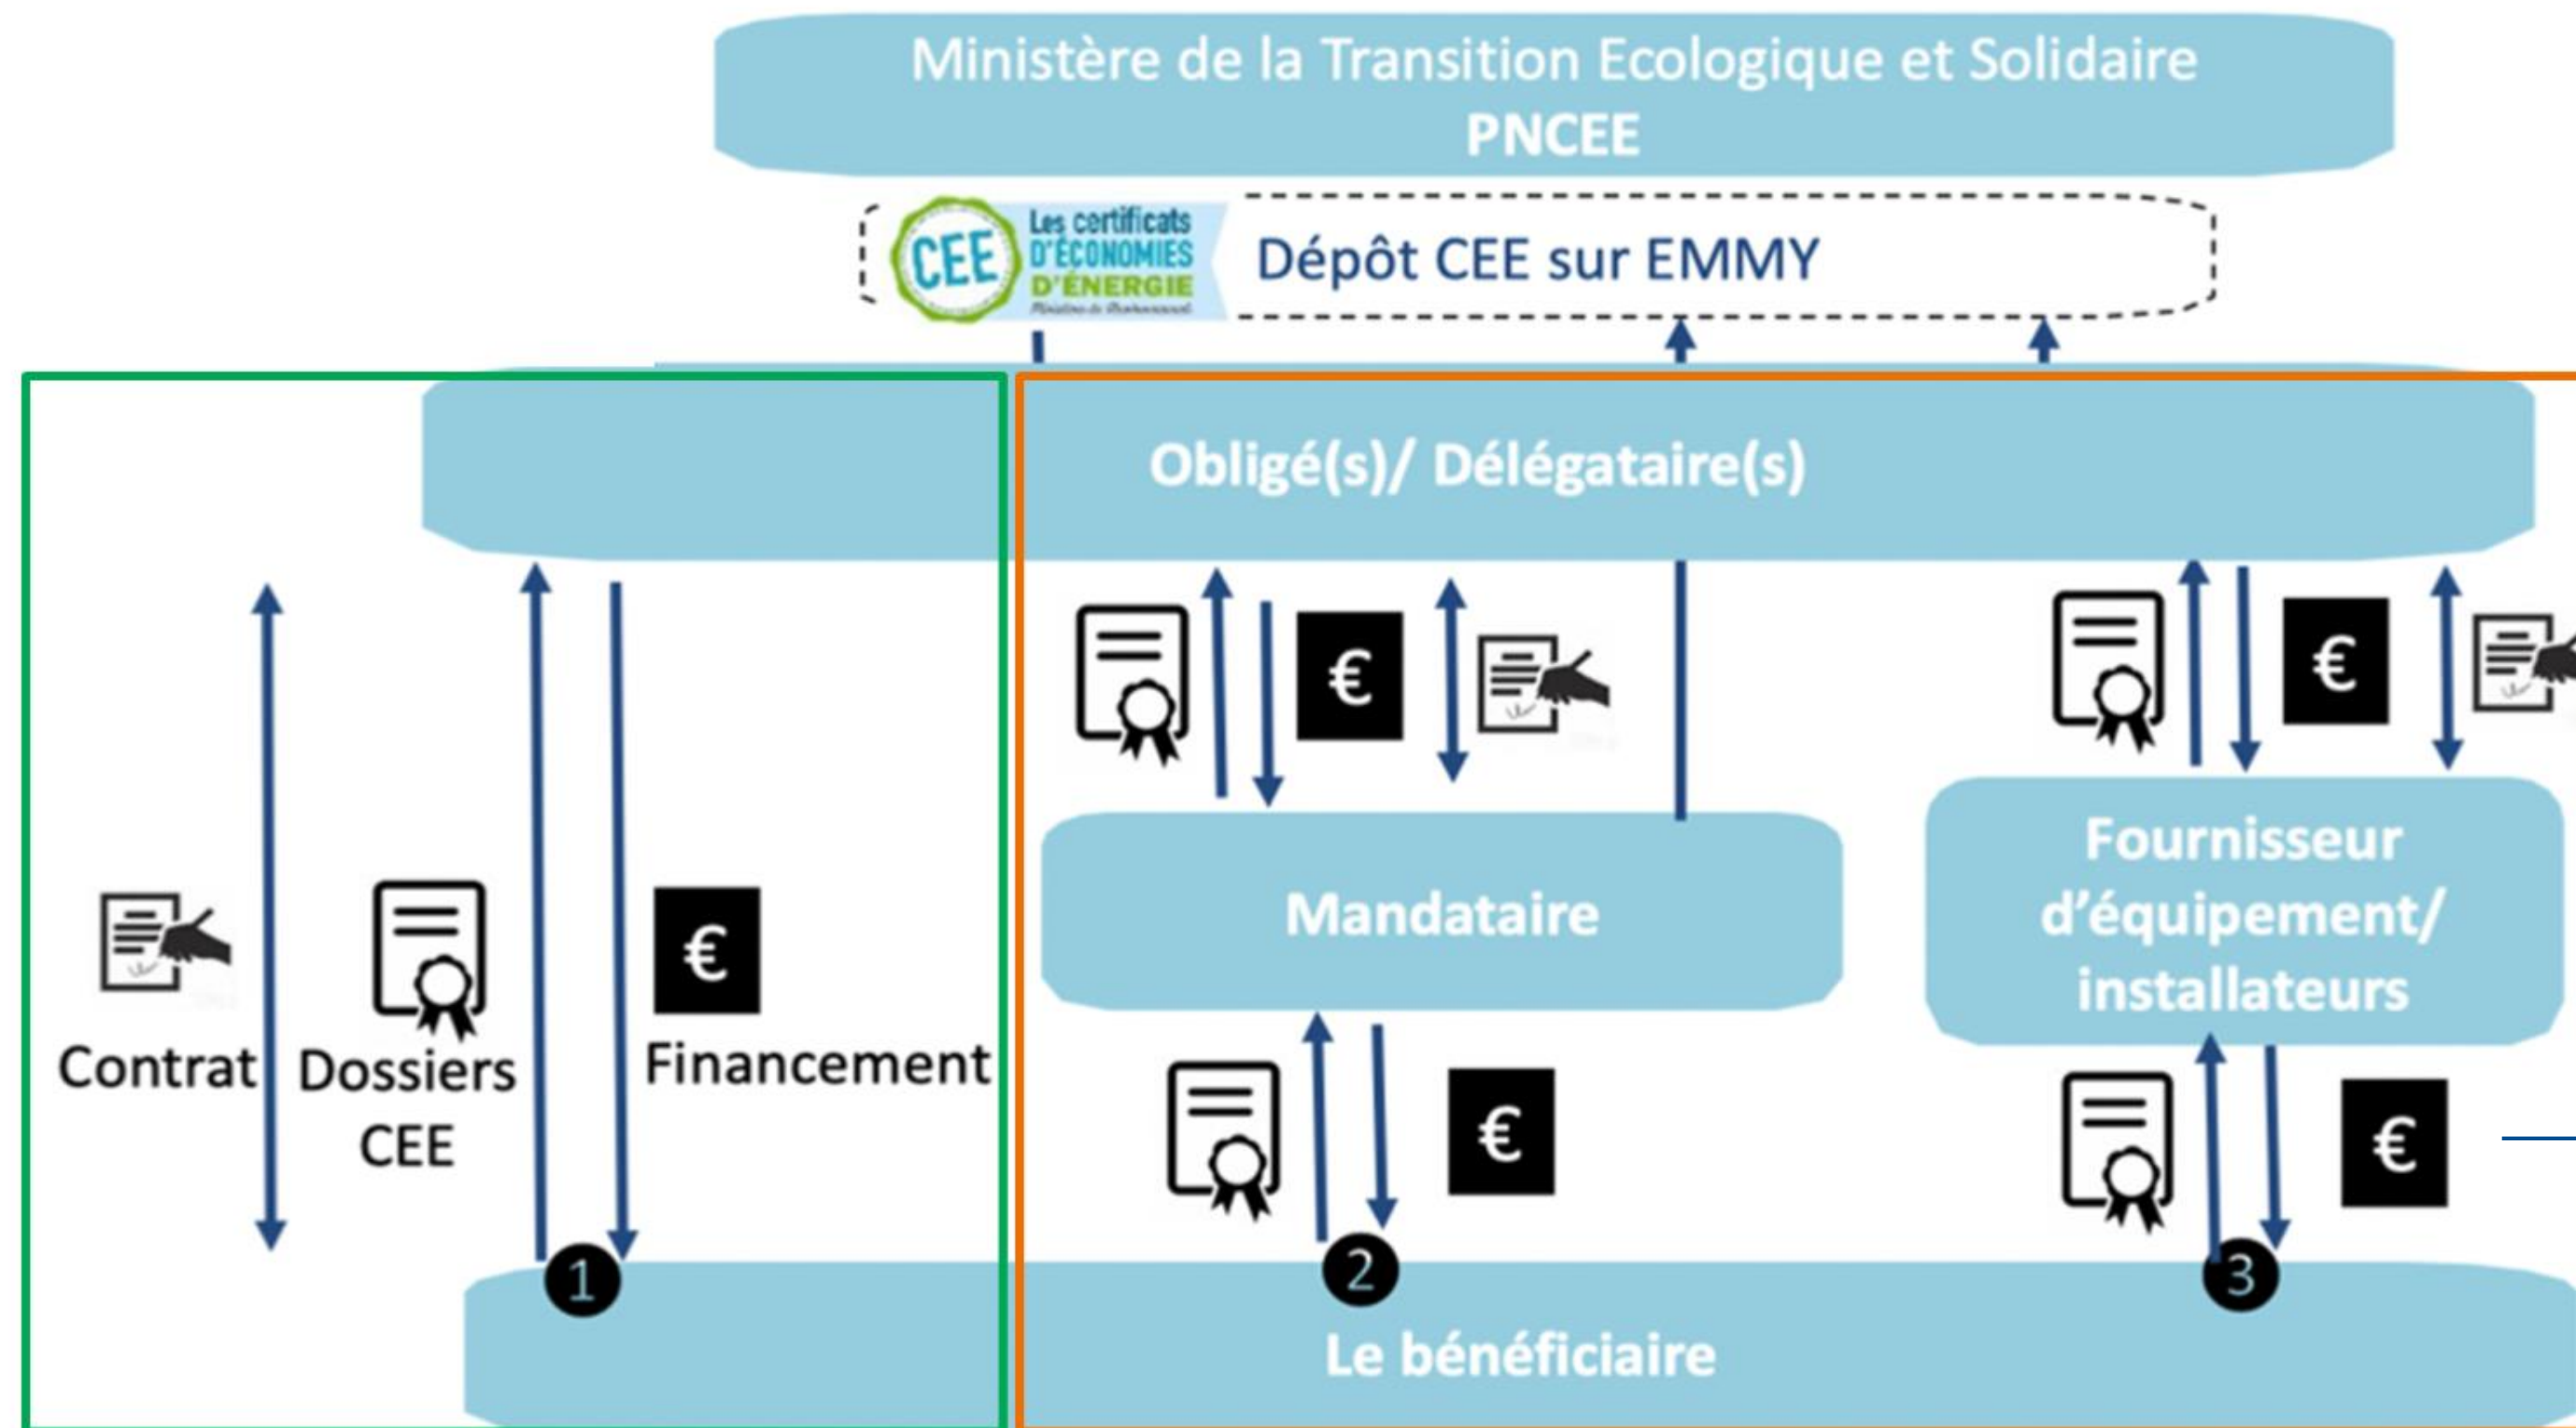 Ministère de la Transition Ecologique et Solidaire
PNCEE
CEE
Les certificats
D'ÉCONOMIES
D'ÉNERGIE
Dépôt CEE sur EMMY
Obligé(s)/ Délégataire(s)
€
€
Mandataire
Fournisseur
d'équipement/
installateurs
€
Contrat
Dossiers
CEE
Financement
€
€
1
2
3
Le bénéficiaire